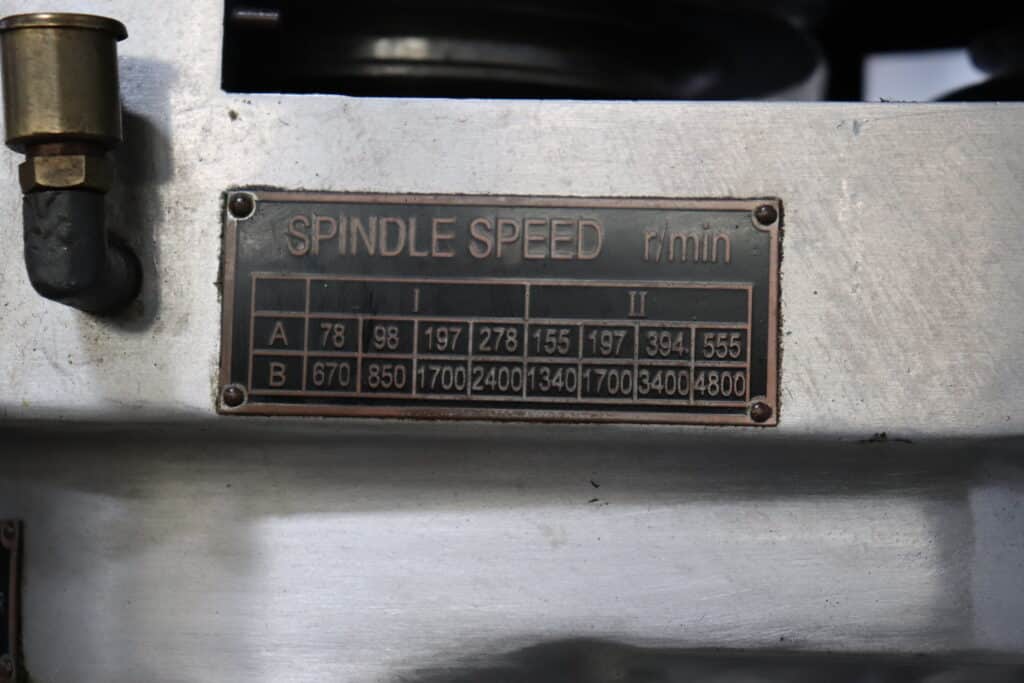 SPINDLE SPEED r/min
I II
A 78 98 197 278 155 197 394 555
B 670 850 1700 2400 1340 1700 3400 4800